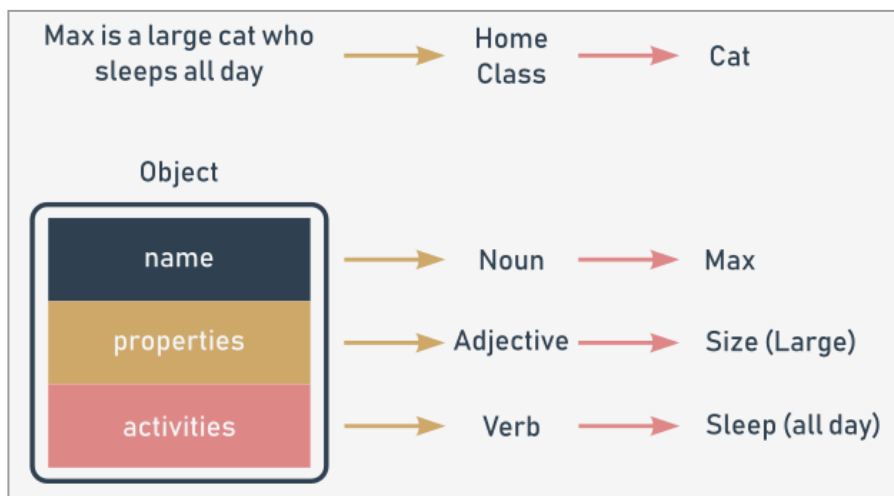 Max is a large cat who
sleeps all day
Home
Class
Cat
Object
name
Noun
Max
properties
Adjective
Size (Large)
activities
Verb
Sleep (all day)